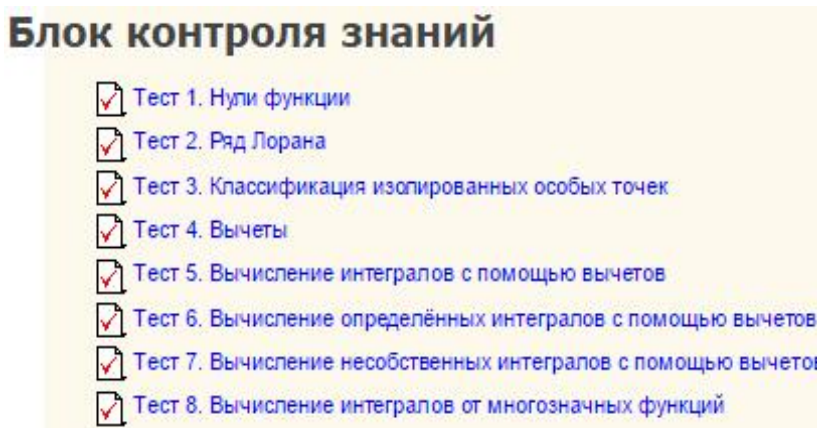 Блок контроля знаний
Тест 1. Нули функции
Тест 2. Ряд Лорана
Тест 3. Классификация изолированных особых точек
Тест 4. Вычеты
Тест 5. Вычисление интегралов с помощью вычетов
Тест 6. Вычисление определённых интегралов с помощью вычетов
Тест 7. Вычисление несобственных интегралов с помощью вычетов
Тест 8. Вычисление интегралов от многозначных функций